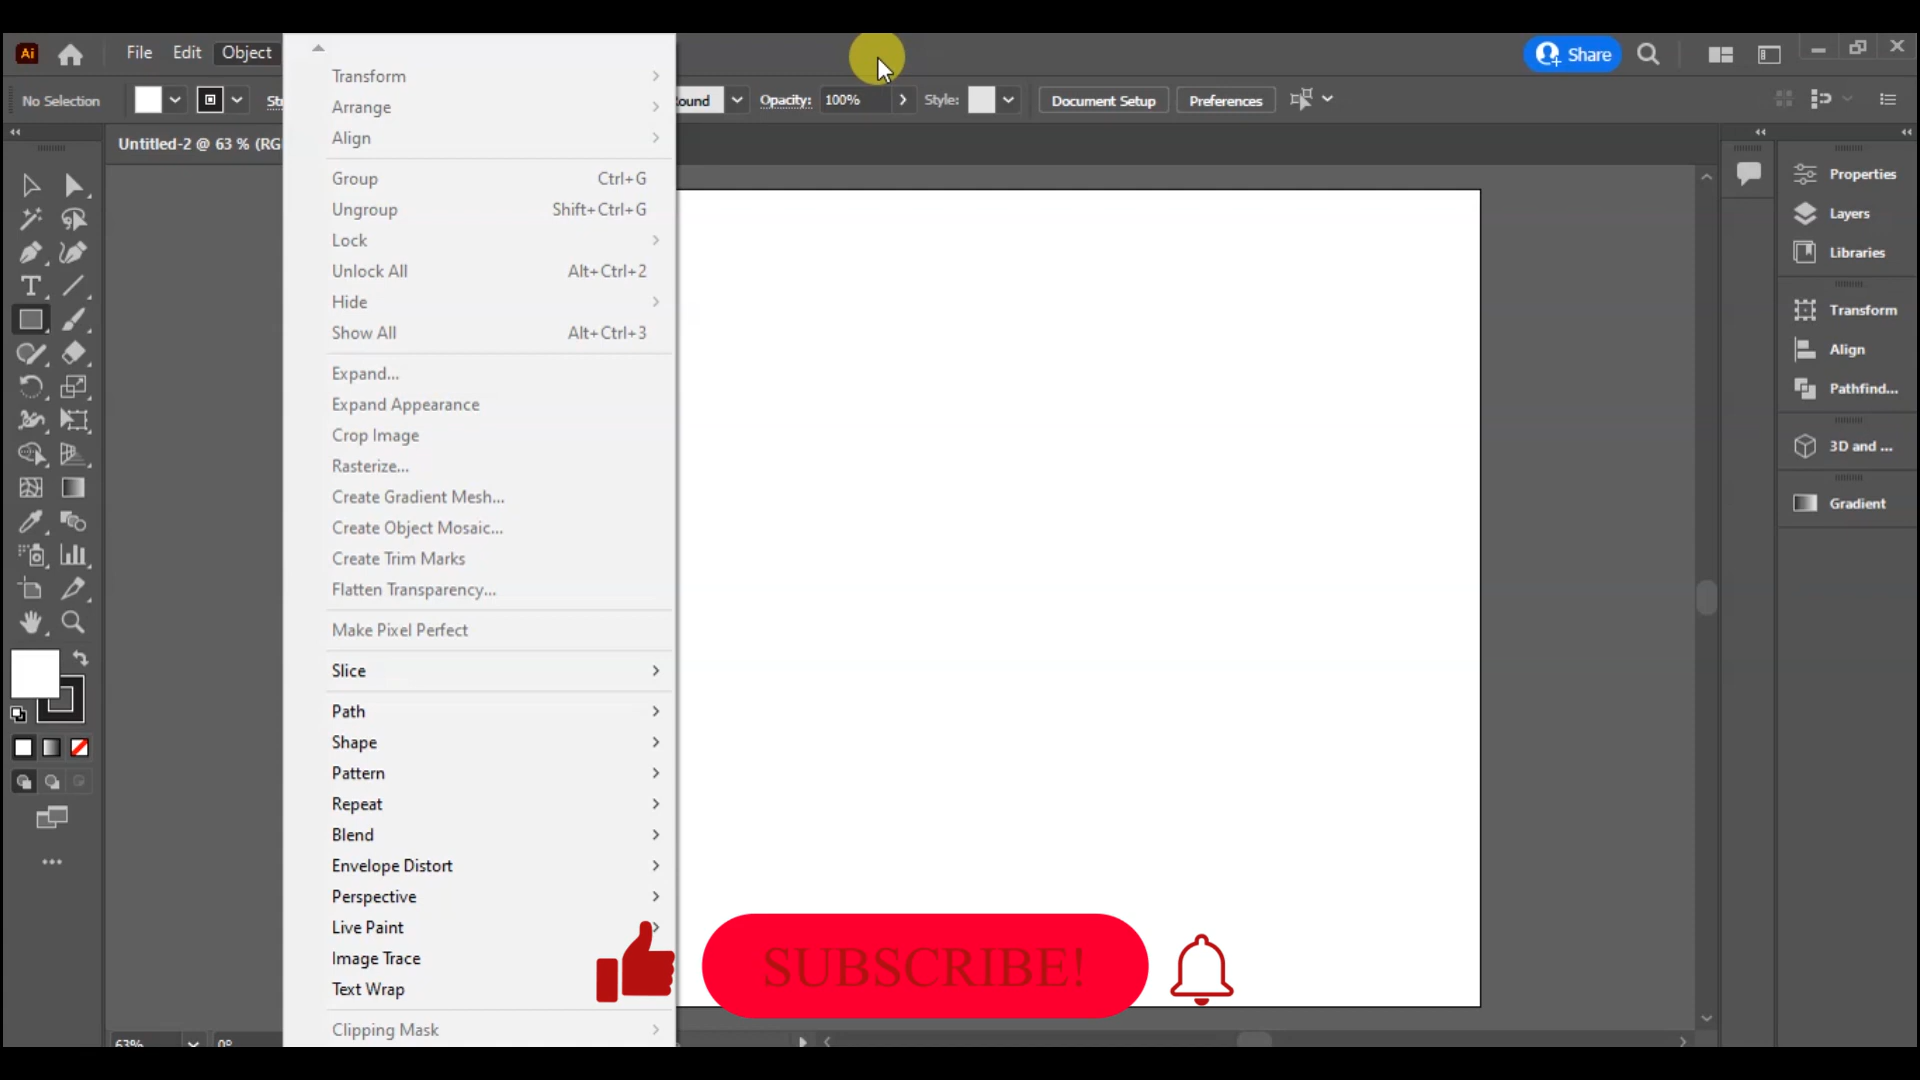 Ai File Edit Object
Share
No Selection
Opacity: 100% Style: Document Setup Preferences
Untitled-2 @ 63 % (RG
Transform
Arrange
Align
Group Ctrl+G
Ungroup Shift+Ctrl+G
Lock
Unlock All Alt+Ctrl+2
Hide
Show All Alt+Ctrl+3
Expand...
Expand Appearance
Crop Image
Rasterize...
Create Gradient Mesh...
Create Object Mosaic...
Create Trim Marks
Flatten Transparency...
Make Pixel Perfect
Slice
Path
Shape
Pattern
Repeat
Blend
Envelope Distort
Perspective
Live Paint
Image Trace
Text Wrap
Clipping Mask
Properties
Layers
Libraries
Transform
Align
Pathfind...
3D and ...
Gradient
SUBSCRIBE!
63% 0°